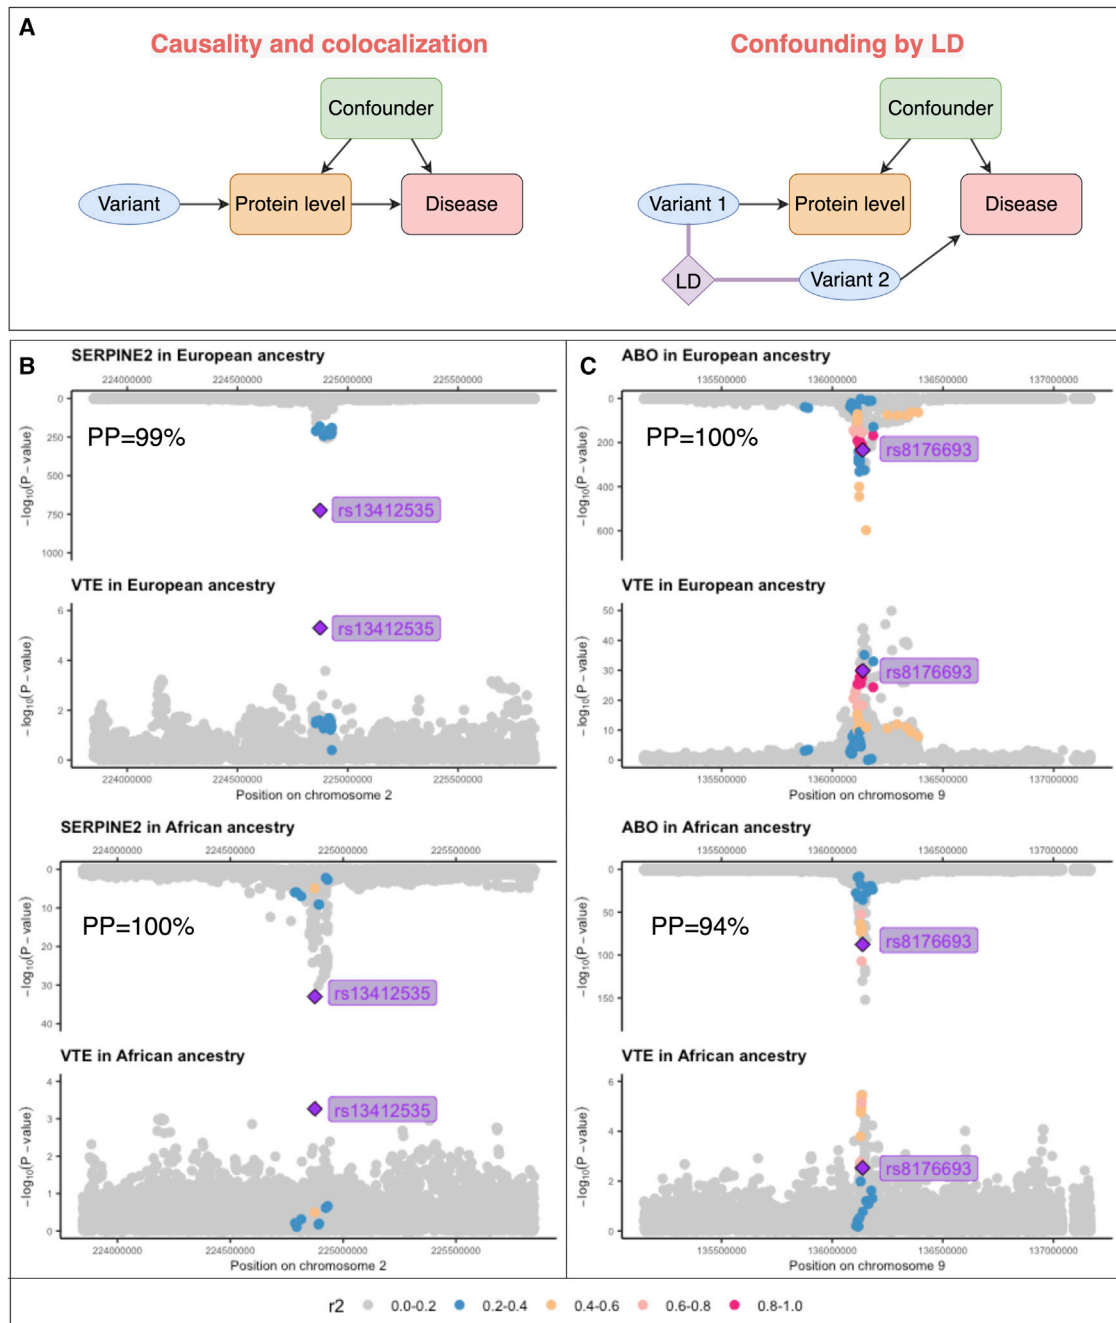 A
Causality and colocalization
Confounding by LD
Confounder
Confounder
Variant
Protein level
Disease
Variant 1
Protein level
Disease
LD
Variant 2
B
SERPINE2 in European ancestry
224000000 224500000 225000000 225500000
0
250
500
750
1000
−log10(P − value)
PP=99%
rs13412535
VTE in European ancestry
6
4
2
0
−log10(P − value)
rs13412535
224000000 224500000 225000000 225500000
Position on chromosome 2
SERPINE2 in African ancestry
224000000 224500000 225000000 225500000
0
10
20
30
40
−log10(P − value)
PP=100%
rs13412535
VTE in African ancestry
4
3
2
1
0
−log10(P − value)
rs13412535
224000000 224500000 225000000 225500000
Position on chromosome 2
C
ABO in European ancestry
135500000 136000000 136500000 137000000
0
200
400
600
−log10(P − value)
PP=100%
rs8176693
VTE in European ancestry
50
40
30
20
10
0
−log10(P − value)
rs8176693
135500000 136000000 136500000 137000000
Position on chromosome 9
ABO in African ancestry
135500000 136000000 136500000 137000000
0
50
100
150
−log10(P − value)
PP=94%
rs8176693
VTE in African ancestry
6
4
2
0
−log10(P − value)
rs8176693
135500000 136000000 136500000 137000000
Position on chromosome 9
r2 0.0-0.2 0.2-0.4 0.4-0.6 0.6-0.8 0.8-1.0